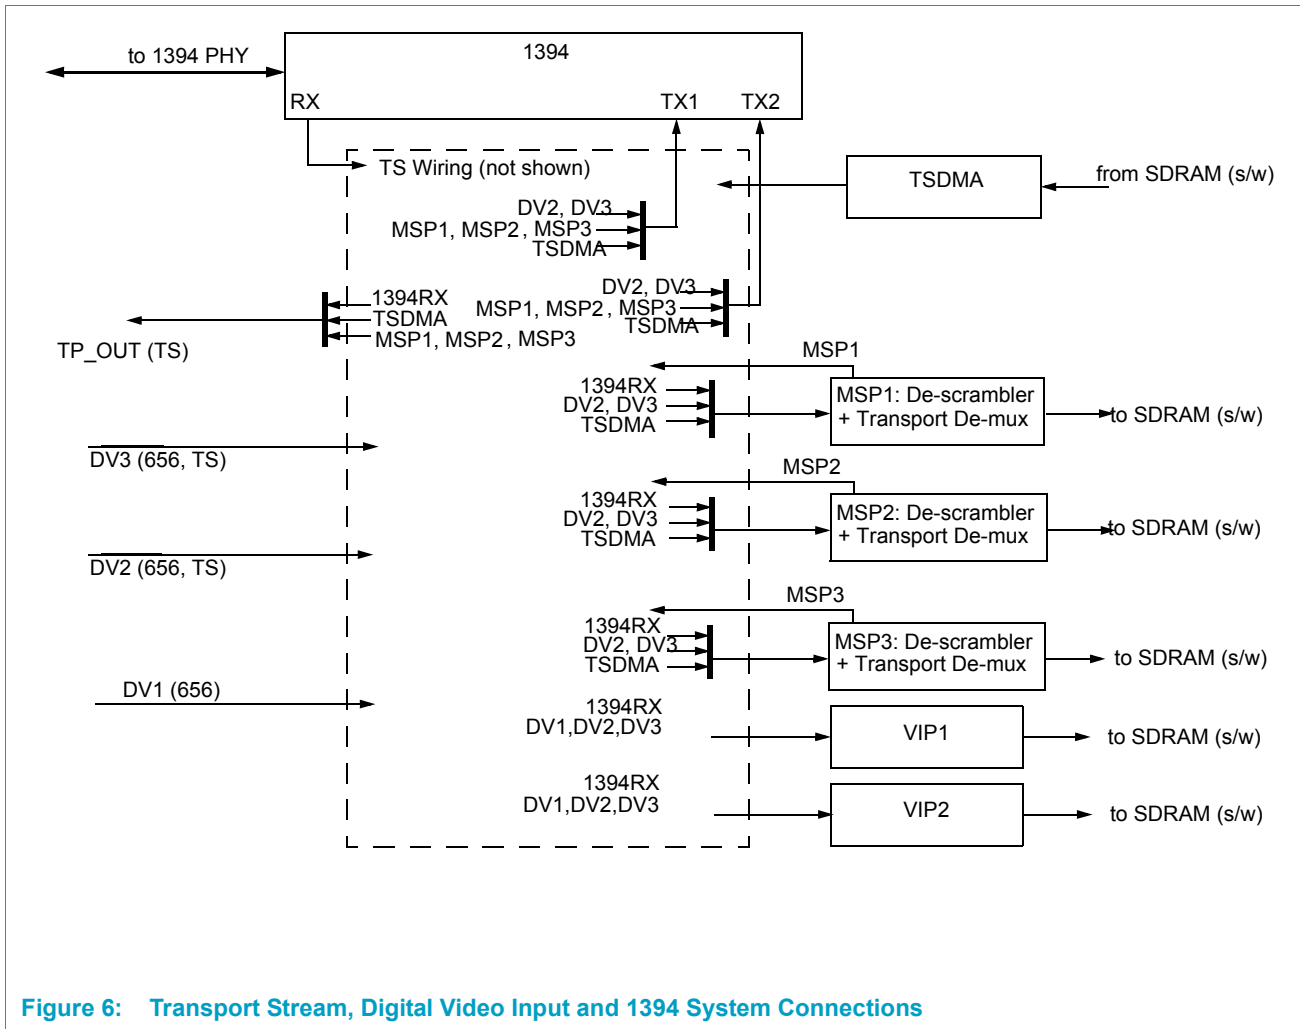 to 1394 PHY
1394
RX
TX1
TX2
TS Wiring (not shown)
TSDMA
from SDRAM (s/w)
DV2, DV3
MSP1, MSP2 , MSP3
TSDMA
DV2, DV3
MSP1, MSP2 , MSP3
TSDMA
1394RX
TSDMA
MSP1, MSP2 , MSP3
TP_OUT (TS)
MSP1
1394RX
DV2, DV3
TSDMA
MSP1: De-scrambler
+ Transport De-mux
to SDRAM (s/w)
DV3 (656, TS)
MSP2
1394RX
DV2, DV3
TSDMA
MSP2: De-scrambler
+ Transport De-mux
to SDRAM (s/w)
DV2 (656, TS)
MSP3
1394RX
DV2, DV3
TSDMA
MSP3: De-scrambler
+ Transport De-mux
to SDRAM (s/w)
DV1 (656)
1394RX
DV1,DV2,DV3
VIP1
to SDRAM (s/w)
1394RX
DV1,DV2,DV3
VIP2
to SDRAM (s/w)
Figure 6: Transport Stream, Digital Video Input and 1394 System Connections